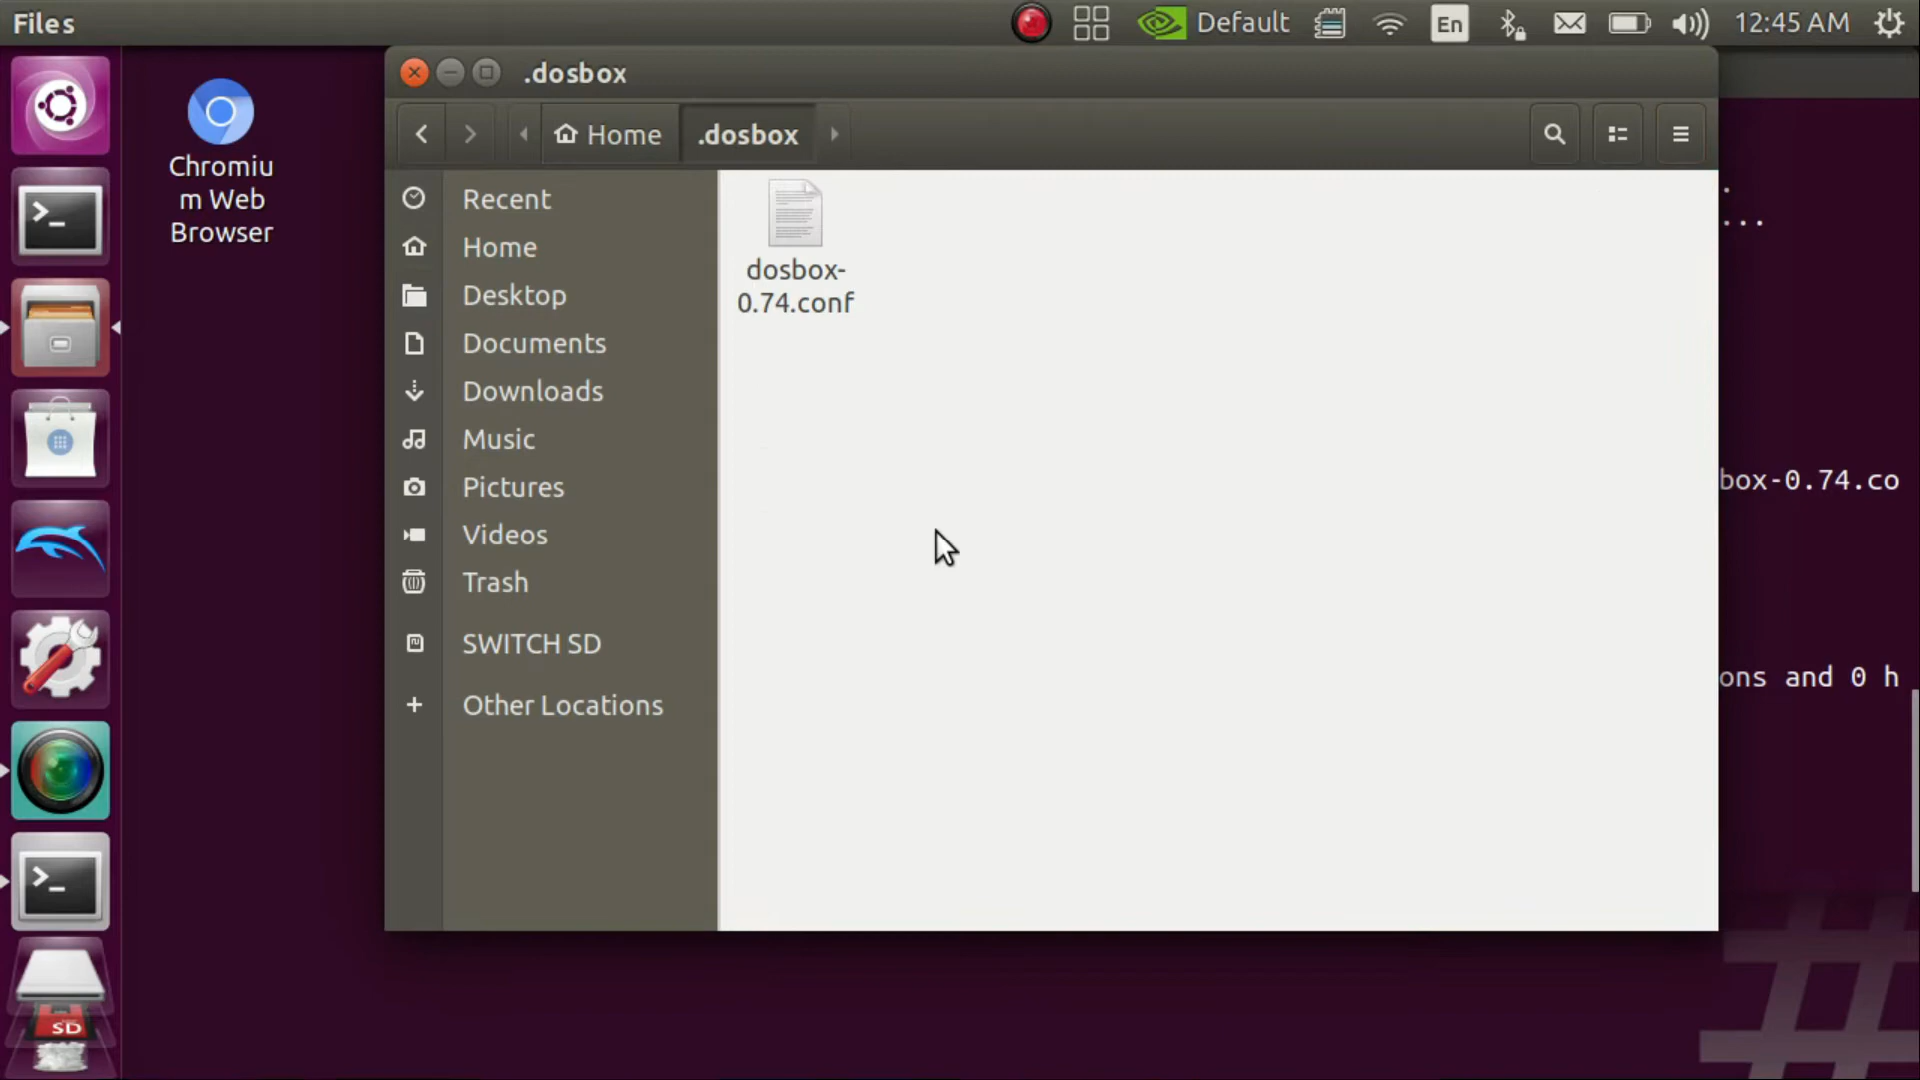 Files
Default
En
12:45 AM
Chromiu
m Web
Browser
.dosbox
Home
.dosbox
Recent
Home
Desktop
Documents
Downloads
Music
Pictures
Videos
Trash
SWITCH SD
Other Locations
dosbox-
0.74.conf
.
...
box-0.74.co
ons and 0 h
>_
>_
SD
#